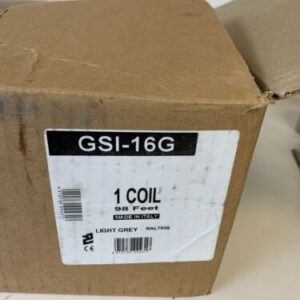 GSI-16G
1 COIL
98 Feet
MADE IN ITALY
LIGHT GREY RAL7035